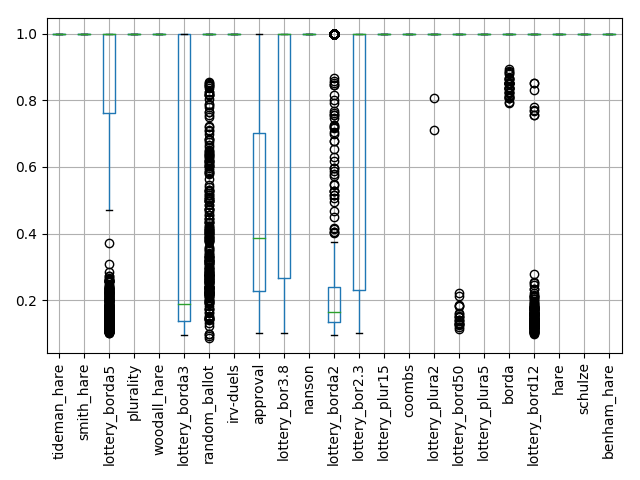 1.0
0.8
0.6
0.4
0.2
tideman_hare
smith_hare
lottery_borda5
plurality
woodall_hare
lottery_borda3
random_ballot
irv-duels
approval
lottery_bor3.8
nanson
lottery_borda2
lottery_bor2.3
lottery_plur15
coombs
lottery_plura2
lottery_bord50
lottery_plura5
borda
lottery_bord12
hare
schulze
benham_hare